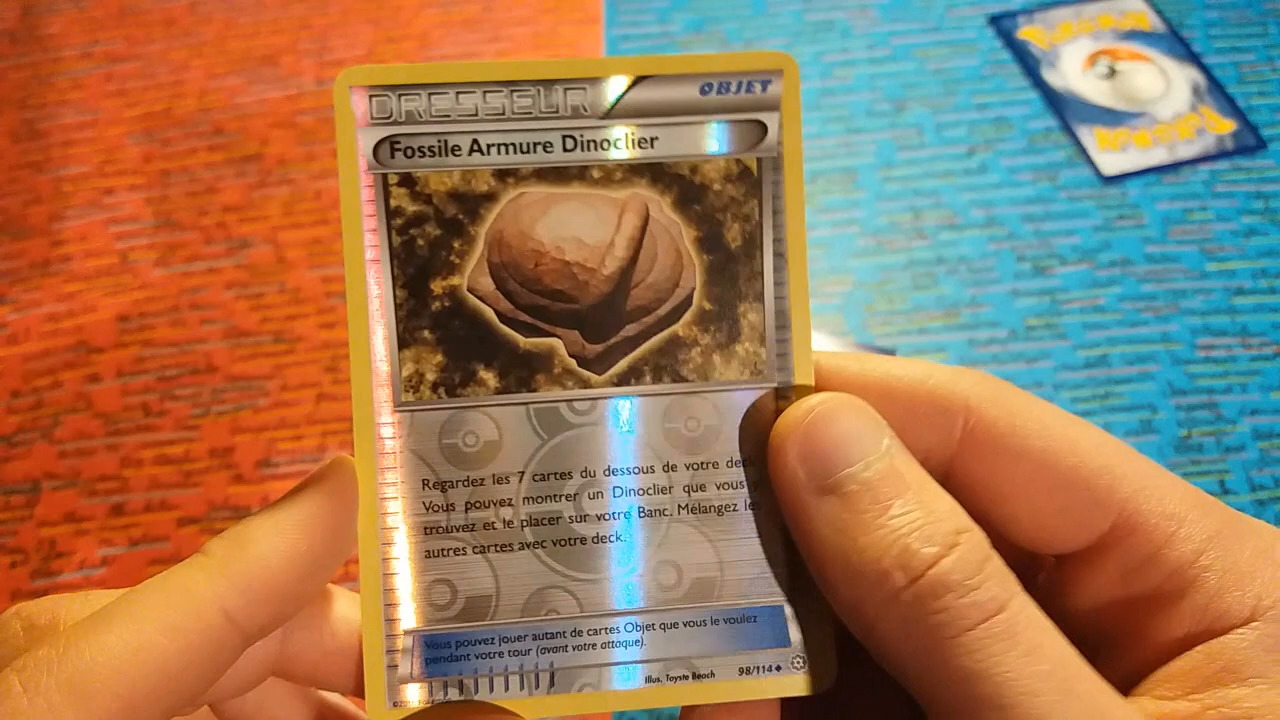 DRESSEUR
OBJET
Fossile Armure Dinoclier
Regardez les 7 cartes du dessous de votre
Vous pouvez montrer un Dinoclier que vous
trouvez et le placer sur votre Banc. Mélangez
autres cartes avec votre deck.
Vous pouvez jouer autant de cartes Objet que vous le voulez
pendant votre tour (avant votre attaque).
Illus. Toyste Beach
98/114
Pokémon
Pokémon